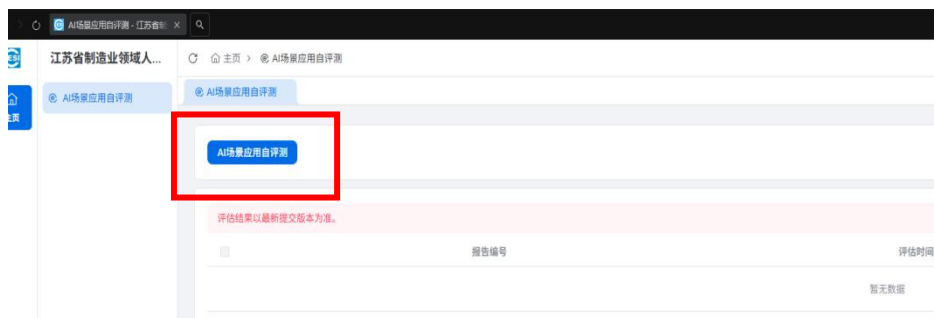 AI场景应用自评测 - 江苏省制
江苏省制造业领域人...
主页 > AI场景应用自评测
AI场景应用自评测
AI场景应用自评测
主页
AI场景应用自评测
评估结果以最新提交版本为准。
报告编号 评估时间
暂无数据